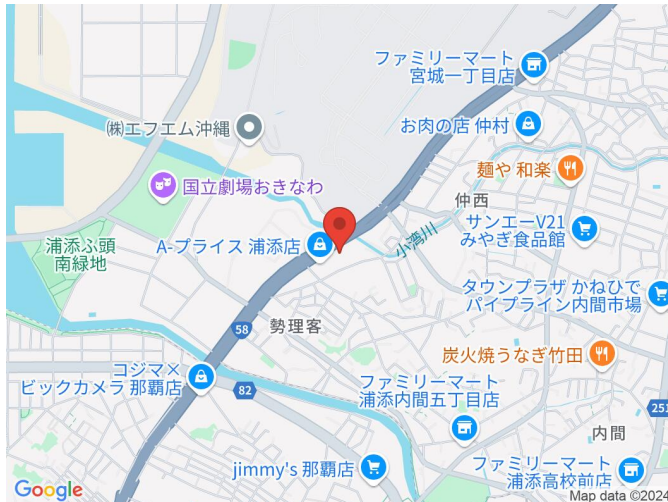 ファミリーマート
宮城一丁目店
お肉の店 仲村
㈱エフエム沖縄
麺や 和楽
国立劇場おきなわ
仲西
サンエーV21
みやぎ食品館
浦添ふ頭
南緑地
A-プライス 浦添店
小湾川
タウンプラザ かねひで
パイプライン内間市場
58
勢理客
炭火焼うなぎ竹田
コジマ×
ビックカメラ 那覇店
82
ファミリーマート
浦添内間五丁目店
251
内間
jimmy's 那覇店
ファミリーマート
浦添高校前店
Google
Map data ©2024